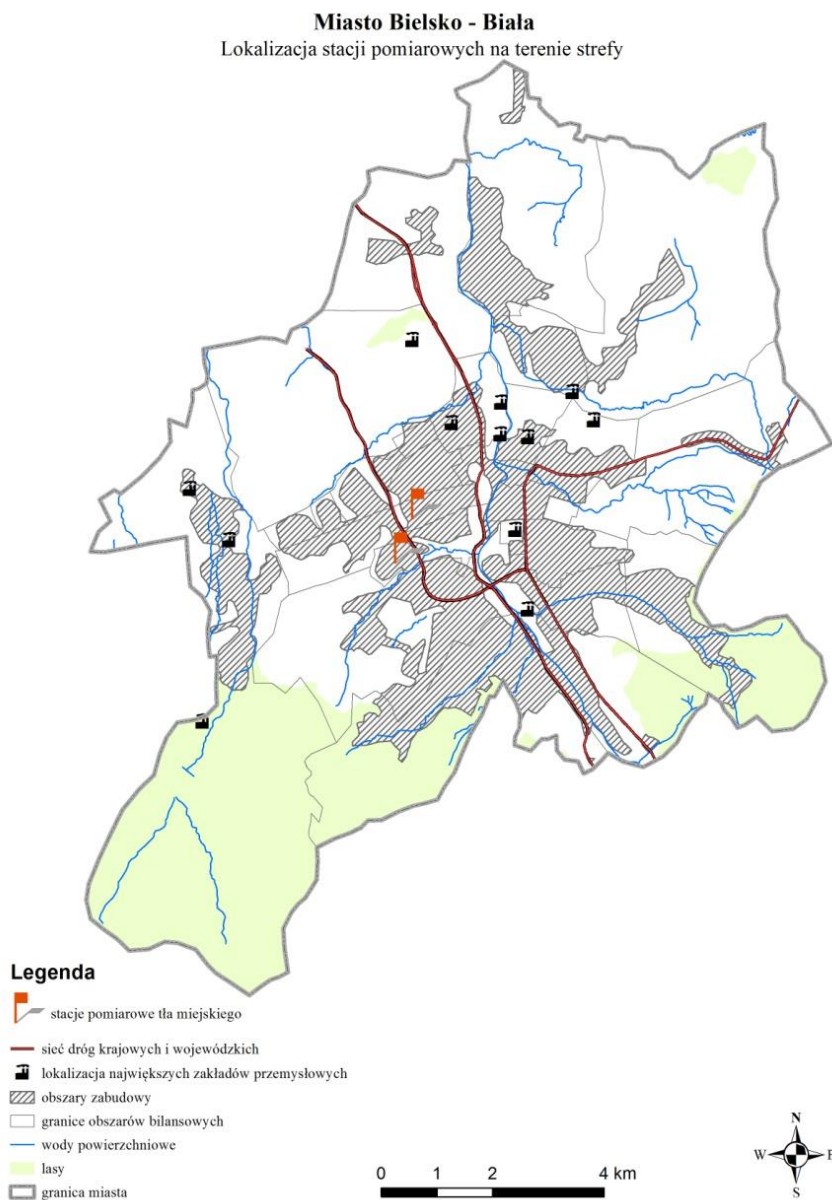 Miasto Bielsko - Biała
Lokalizacja stacji pomiarowych na terenie strefy
Legenda
stacje pomiarowe tła miejskiego
sieć dróg krajowych i wojewódzkich
lokalizacja największych zakładów przemysłowych
obszary zabudowy
granice obszarów bilansowych
wody powierzchniowe
lasy
granica miasta
0 1 2 4 km
N
W E
S